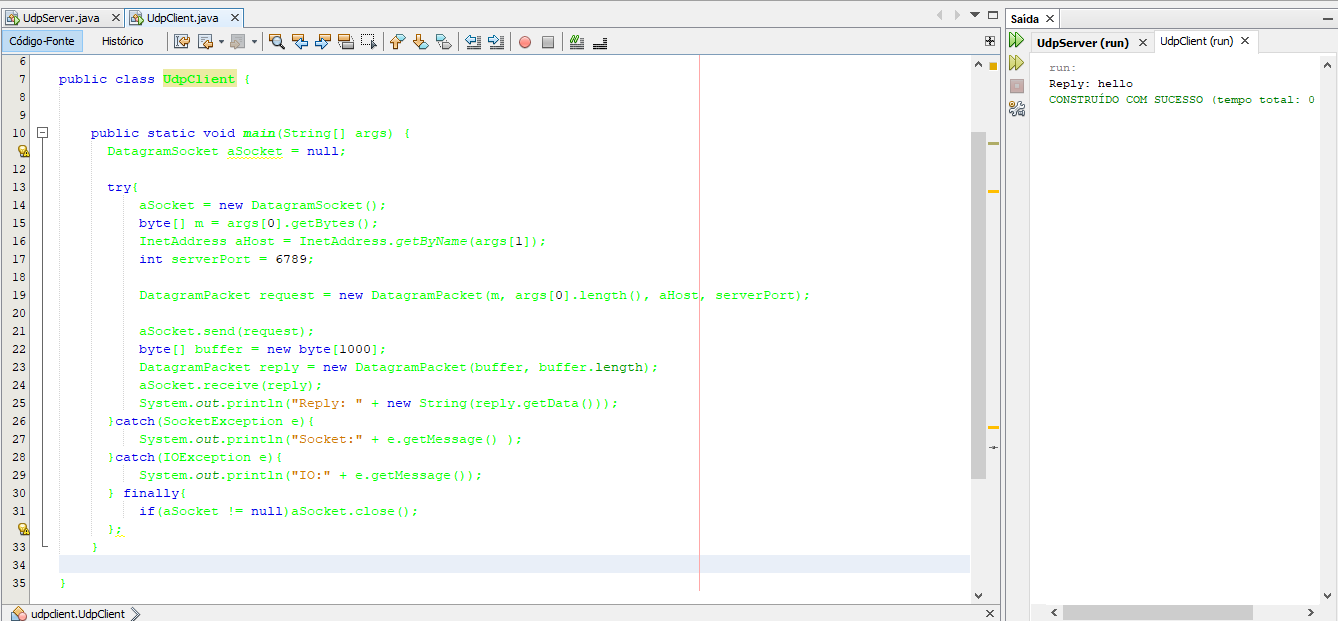 UdpServer.java
UdpClient.java
Código-Fonte
Histórico
6
7 public class UdpClient {
8
9
10 public static void main(String[] args) {
DatagramSocket aSocket = null;
12
13 try{
14 aSocket = new DatagramSocket();
15 byte[] m = args[0].getBytes();
16 InetAddress aHost = InetAddress.getByName(args[1]);
17 int serverPort = 6789;
18
19 DatagramPacket request = new DatagramPacket(m, args[0].length(), aHost, serverPort);
20
21 aSocket.send(request);
22 byte[] buffer = new byte[1000];
23 DatagramPacket reply = new DatagramPacket(buffer, buffer.length);
24 aSocket.receive(reply);
25 System.out.println("Reply: " + new String(reply.getData()));
26 }catch(SocketException e){
27 System.out.println("Socket:" + e.getMessage() );
28 }catch(IOException e){
29 System.out.println("IO:" + e.getMessage());
30 } finally{
31 if(aSocket != null)aSocket.close();
};
33 }
34
35 }
udpclient.UdpClient
Saída
UdpServer (run)
UdpClient (run)
run:
Reply: hello
CONSTRUÍDO COM SUCESSO (tempo total: 0